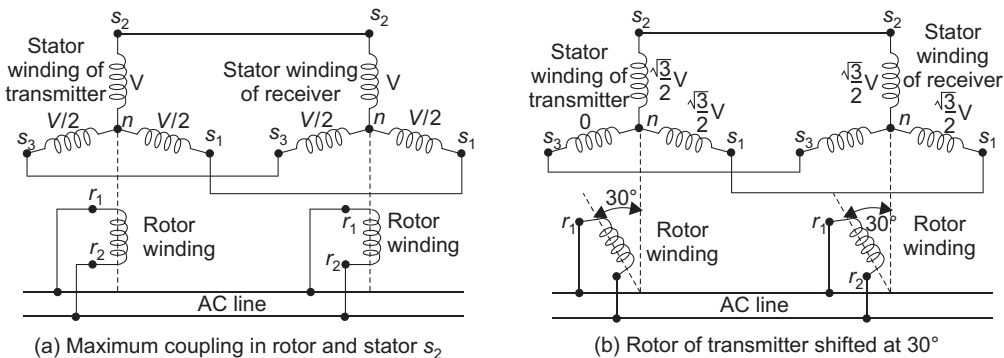 s2
s2
Stator
winding of
transmitter
V
Stator winding
of receiver
V
V/2
V/2
n
s3
s1
V/2
V/2
n
s3
s1
r1
r2
Rotor
winding
r1
r2
Rotor
winding
AC line
(a) Maximum coupling in rotor and stator s2
s2
s2
Stator
winding of
transmitter
√3/2 V
√3/2 V
Stator
winding
of receiver
0
√3/2 V
n
s3
s1
√3/2 V
n
s3
s1
30°
r1
Rotor
winding
30°
r1
r2
Rotor
winding
AC line
(b) Rotor of transmitter shifted at 30°